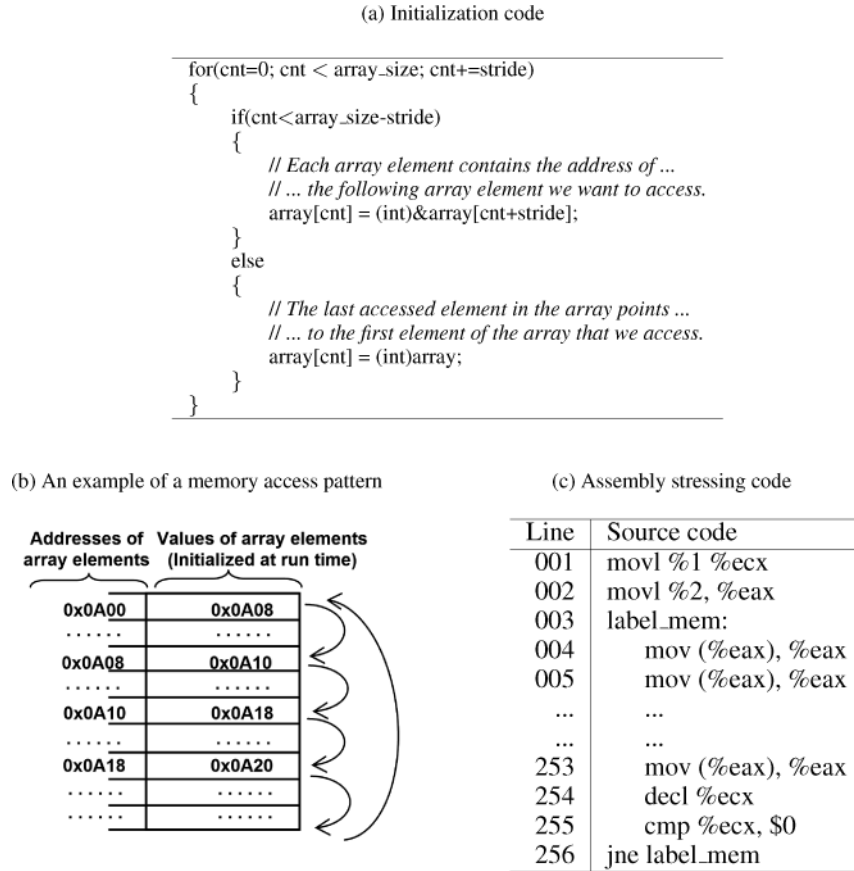 (a) Initialization code
for(cnt=0; cnt < array_size; cnt+=stride)
{
if(cnt<array_size-stride)
{
// Each array element contains the address of ...
// ... the following array element we want to access.
array[cnt] = (int)&array[cnt+stride];
}
else
{
// The last accessed element in the array points ...
// ... to the first element of the array that we access.
array[cnt] = (int)array;
}
}
(b) An example of a memory access pattern
Addresses of array elements
Values of array elements (Initialized at run time)
0x0A00 0x0A08
...... ......
0x0A08 0x0A10
...... ......
0x0A10 0x0A18
...... ......
0x0A18 0x0A20
...... ......
...... ......
(c) Assembly stressing code
Line Source code
001 movl %1 %ecx
002 movl %2, %eax
003 label_mem:
004 mov (%eax), %eax
005 mov (%eax), %eax
... ...
... ...
253 mov (%eax), %eax
254 decl %ecx
255 cmp %ecx, $0
256 jne label_mem